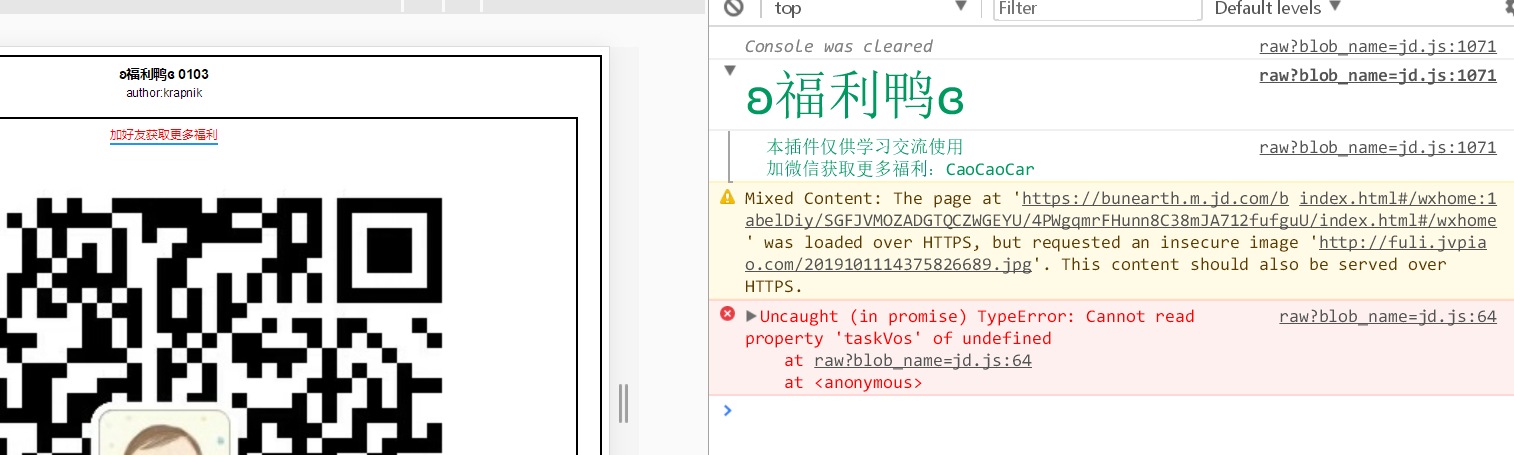 ʚ福利鸭ɞ 0103
author:krapnik
加好友获取更多福利
top
Filter
Default levels
Console was cleared
raw?blob_name=jd.js:1071
ʚ福利鸭ɞ
raw?blob_name=jd.js:1071
本插件仅供学习交流使用
raw?blob_name=jd.js:1071
加微信获取更多福利：CaoCaoCar
Mixed Content: The page at 'https://bunearth.m.jd.com/b index.html#/wxhome:1
abelDiy/SGFJVMOZADGTQCZWGEYU/4PWgqmrFHunn8C38mJA712fufguU/index.html#/wxhome
' was loaded over HTTPS, but requested an insecure image 'http://fuli.jvpia
o.com/2019101114375826689.jpg'. This content should also be served over
HTTPS.
Uncaught (in promise) TypeError: Cannot read
raw?blob_name=jd.js:64
property 'taskVos' of undefined
at raw?blob_name=jd.js:64
at <anonymous>